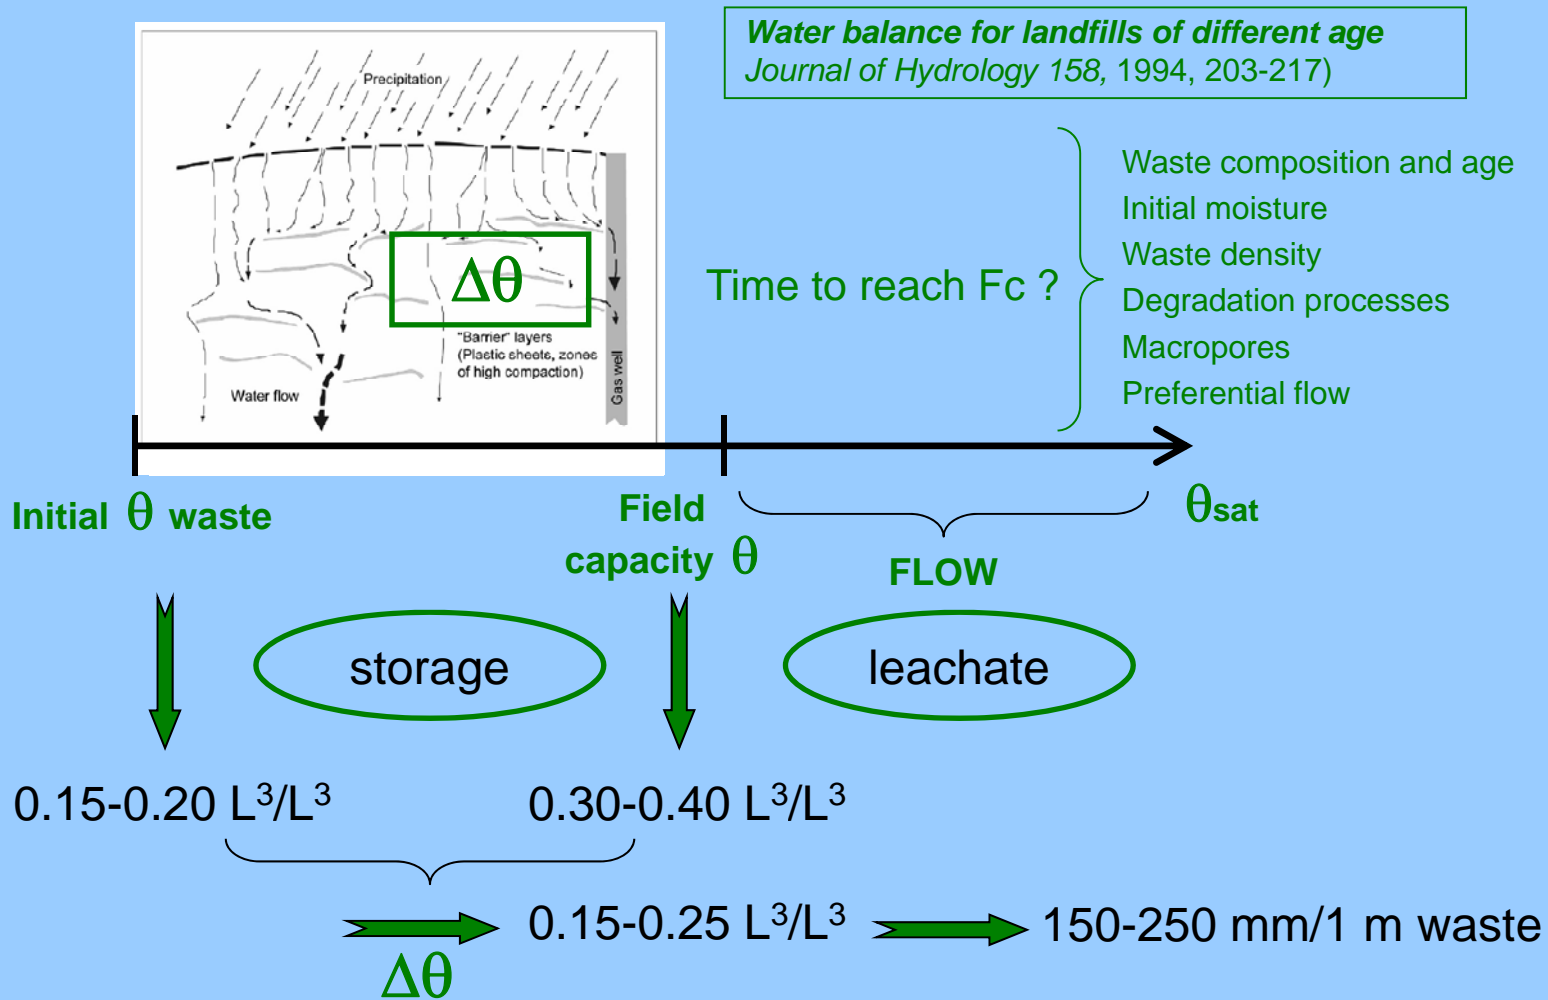 Water balance for landfills of different age
Journal of Hydrology 158, 1994, 203-217)
Precipitation
Δθ
"Barrier" layers
(Plastic sheets, zones
of high compaction)
Gas well
Water flow
Time to reach Fc ?
Waste composition and age
Initial moisture
Waste density
Degradation processes
Macropores
Preferential flow
Initial θ waste
Field
capacity θ
FLOW
θsat
storage
leachate
0.15-0.20 L³/L³
0.30-0.40 L³/L³
Δθ
0.15-0.25 L³/L³
150-250 mm/1 m waste